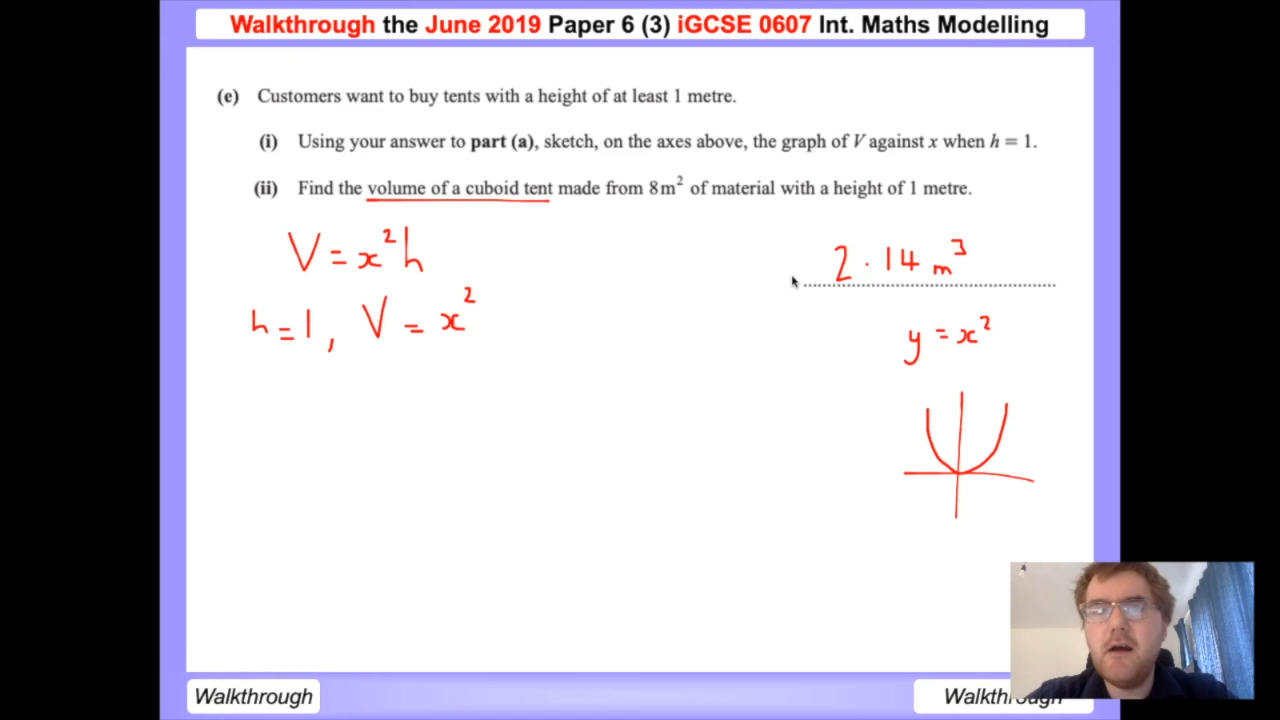 Walkthrough the June 2019 Paper 6 (3) iGCSE 0607 Int. Maths Modelling
(e) Customers want to buy tents with a height of at least 1 metre.
(i) Using your answer to part (a), sketch, on the axes above, the graph of V against x when h = 1.
(ii) Find the volume of a cuboid tent made from 8 m² of material with a height of 1 metre.
V = x²h
2.14 m³
h = 1, V = x²
y = x²
Walkthrough
Walkthrough